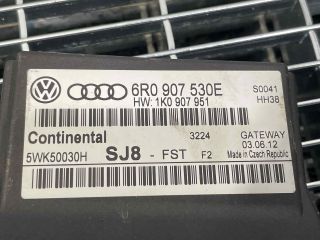 6R0 907 530E
S0041
HW: 1K0 907 951
HH38
Continental
3224
GATEWAY
5WK50030H
SJ8 - FST F2
03.06.12
Made in Czech Republic